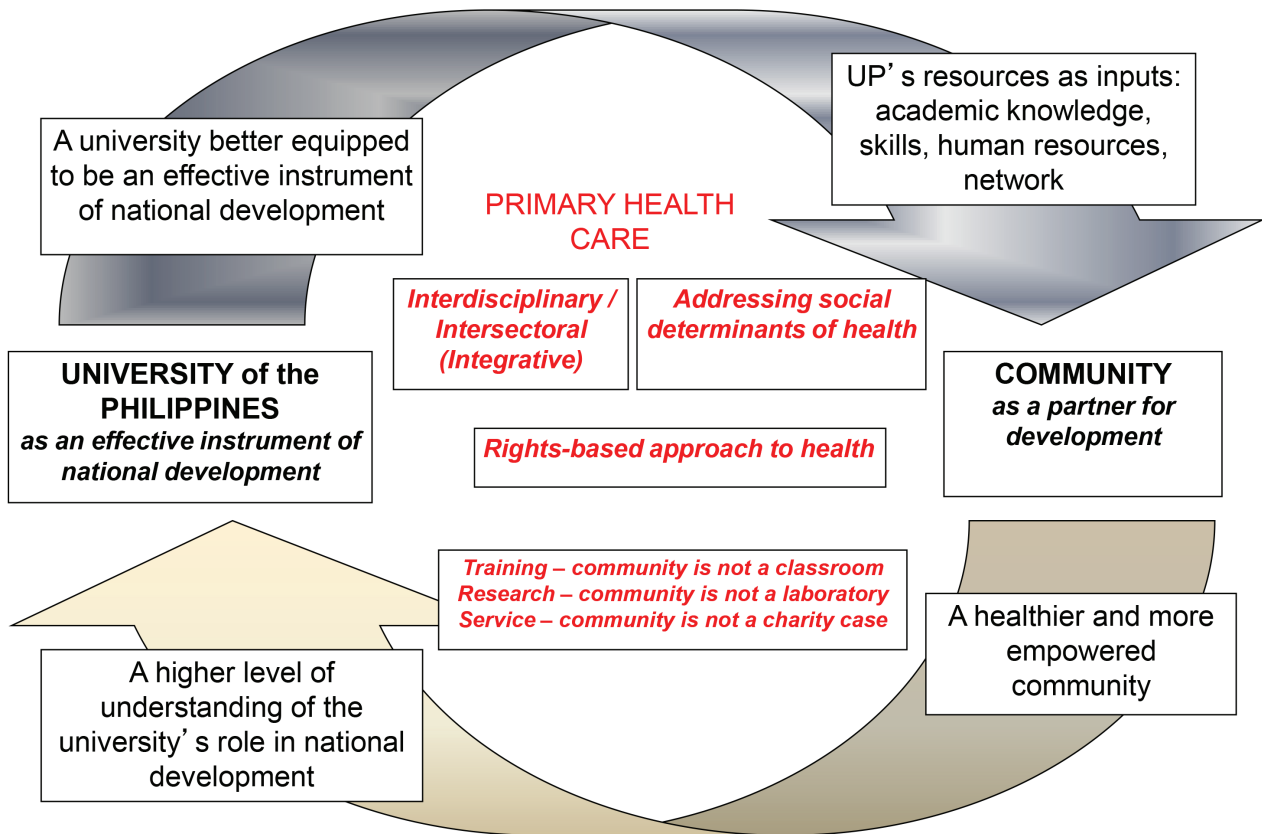 A university better equipped
to be an effective instrument
of national development
UP’s resources as inputs:
academic knowledge,
skills, human resources,
network
PRIMARY HEALTH
CARE
Interdisciplinary /
Intersectoral
(Integrative)
Addressing social
determinants of health
UNIVERSITY of the
PHILIPPINES
as an effective instrument of
national development
Rights-based approach to health
COMMUNITY
as a partner for
development
Training – community is not a classroom
Research – community is not a laboratory
Service – community is not a charity case
A higher level of
understanding of the
university’s role in national
development
A healthier and more
empowered
community